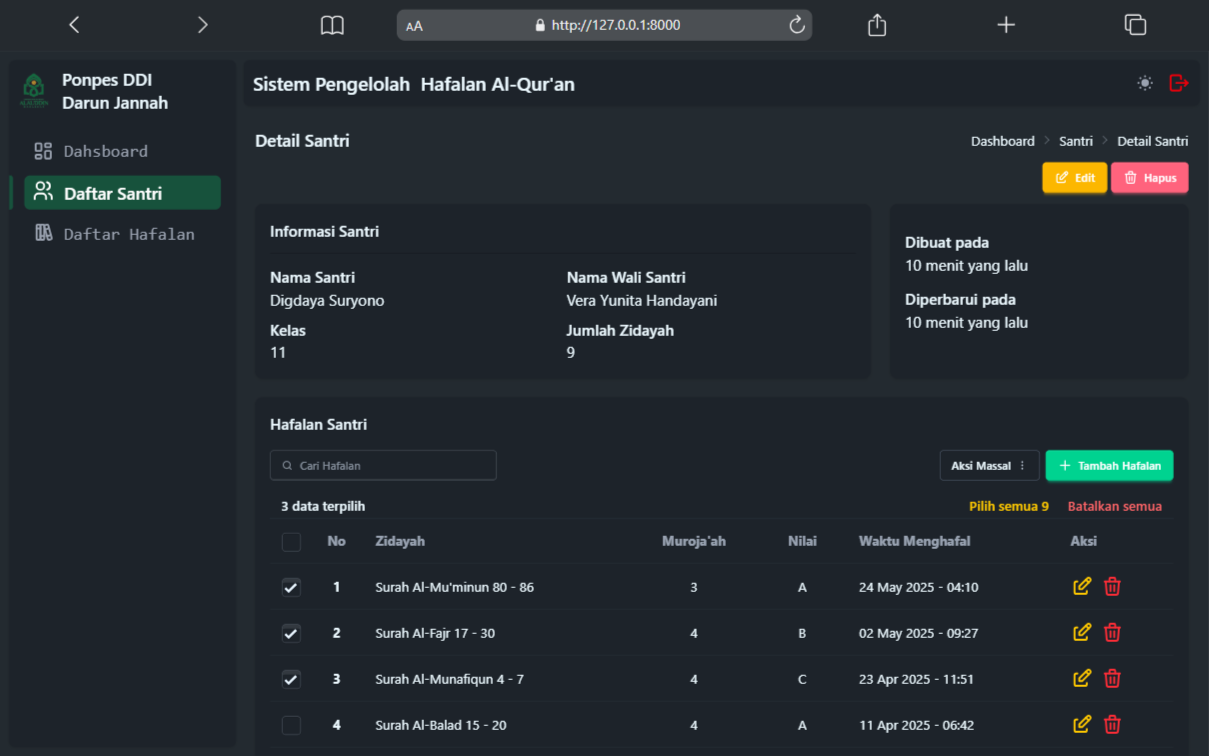 AA http://127.0.0.1:8000
Ponpes DDI
Darun Jannah
Dahsboard
Daftar Santri
Daftar Hafalan
Sistem Pengelolah Hafalan Al-Qur'an
Detail Santri
Dashboard > Santri > Detail Santri
Edit Hapus
Informasi Santri
Nama Santri
Digdaya Suryono
Nama Wali Santri
Vera Yunita Handayani
Kelas
11
Jumlah Zidayah
9
Dibuat pada
10 menit yang lalu
Diperbarui pada
10 menit yang lalu
Hafalan Santri
Cari Hafalan
Aksi Massal
+ Tambah Hafalan
3 data terpilih
Pilih semua 9 Batalkan semua
No Zidayah Muroja'ah Nilai Waktu Menghafal Aksi
1 Surah Al-Mu'minun 80 - 86 3 A 24 May 2025 - 04:10
2 Surah Al-Fajr 17 - 30 4 B 02 May 2025 - 09:27
3 Surah Al-Munafiqun 4 - 7 4 C 23 Apr 2025 - 11:51
4 Surah Al-Balad 15 - 20 4 A 11 Apr 2025 - 06:42